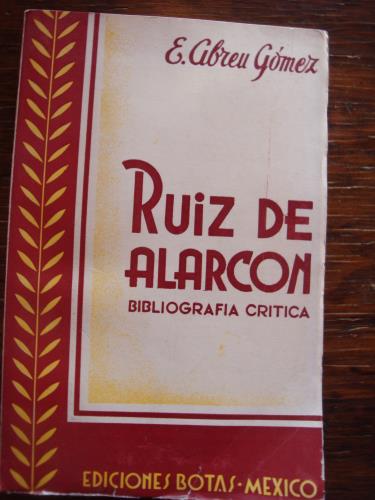 E. Abreu Gómez
RUIZ DE
ALARCON
BIBLIOGRAFIA CRITICA
EDICIONES BOTAS - MEXICO